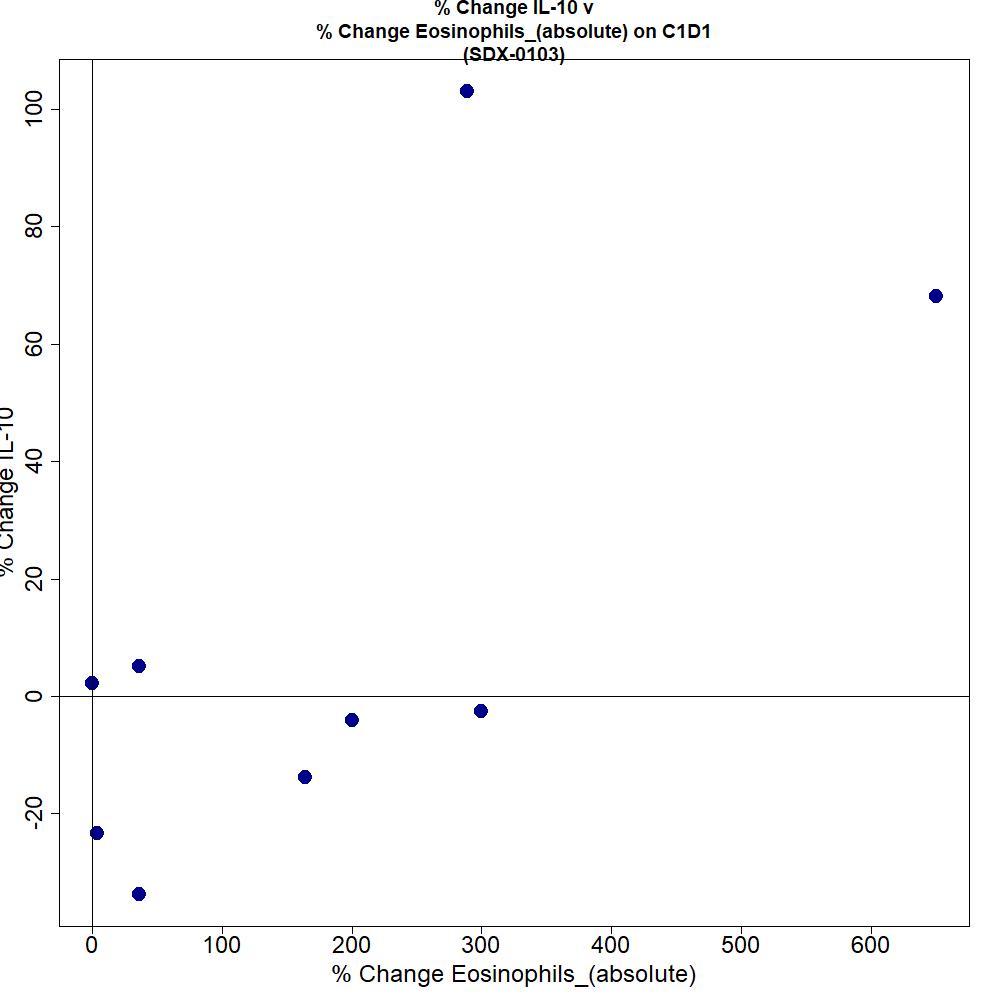 % Change IL-10 v
% Change Eosinophils_(absolute) on C1D1
(SDX-0103)
% Change IL-10
100
80
60
40
20
0
-20
0 100 200 300 400 500 600
% Change Eosinophils_(absolute)